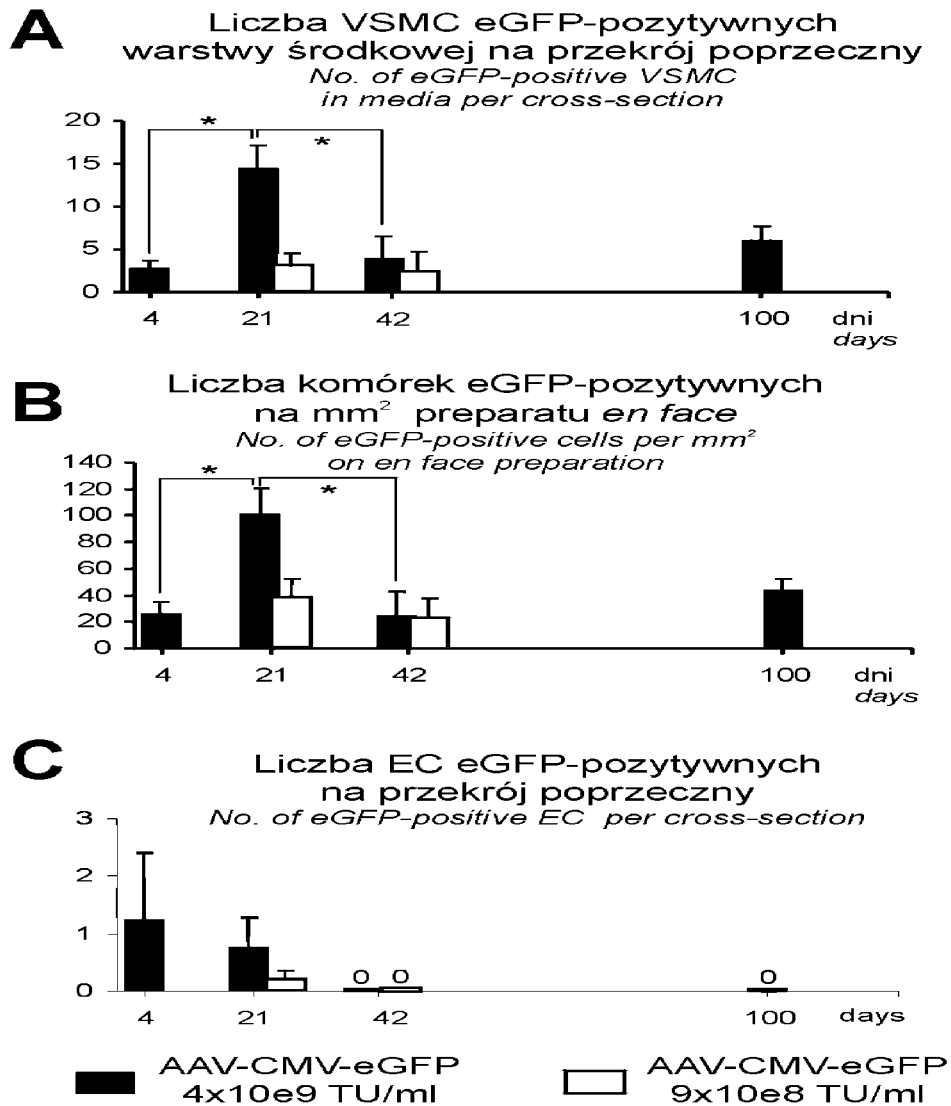 A
Liczba VSMC eGFP-pozytywnych
warstwy środkowej na przekrój poprzeczny
No. of eGFP-positive VSMC
in media per cross-section
20
15
10
5
0
*
*
4 21 42 100 dni
days
B
Liczba komórek eGFP-pozytywnych
na mm² preparatu en face
No. of eGFP-positive cells per mm²
on en face preparation
140
120
100
80
60
40
20
0
*
*
4 21 42 100 dni
days
C
Liczba EC eGFP-pozytywnych
na przekrój poprzeczny
No. of eGFP-positive EC per cross-section
3
2
1
0
0 0 0
4 21 42 100 days
AAV-CMV-eGFP
4x10e9 TU/ml
AAV-CMV-eGFP
9x10e8 TU/ml